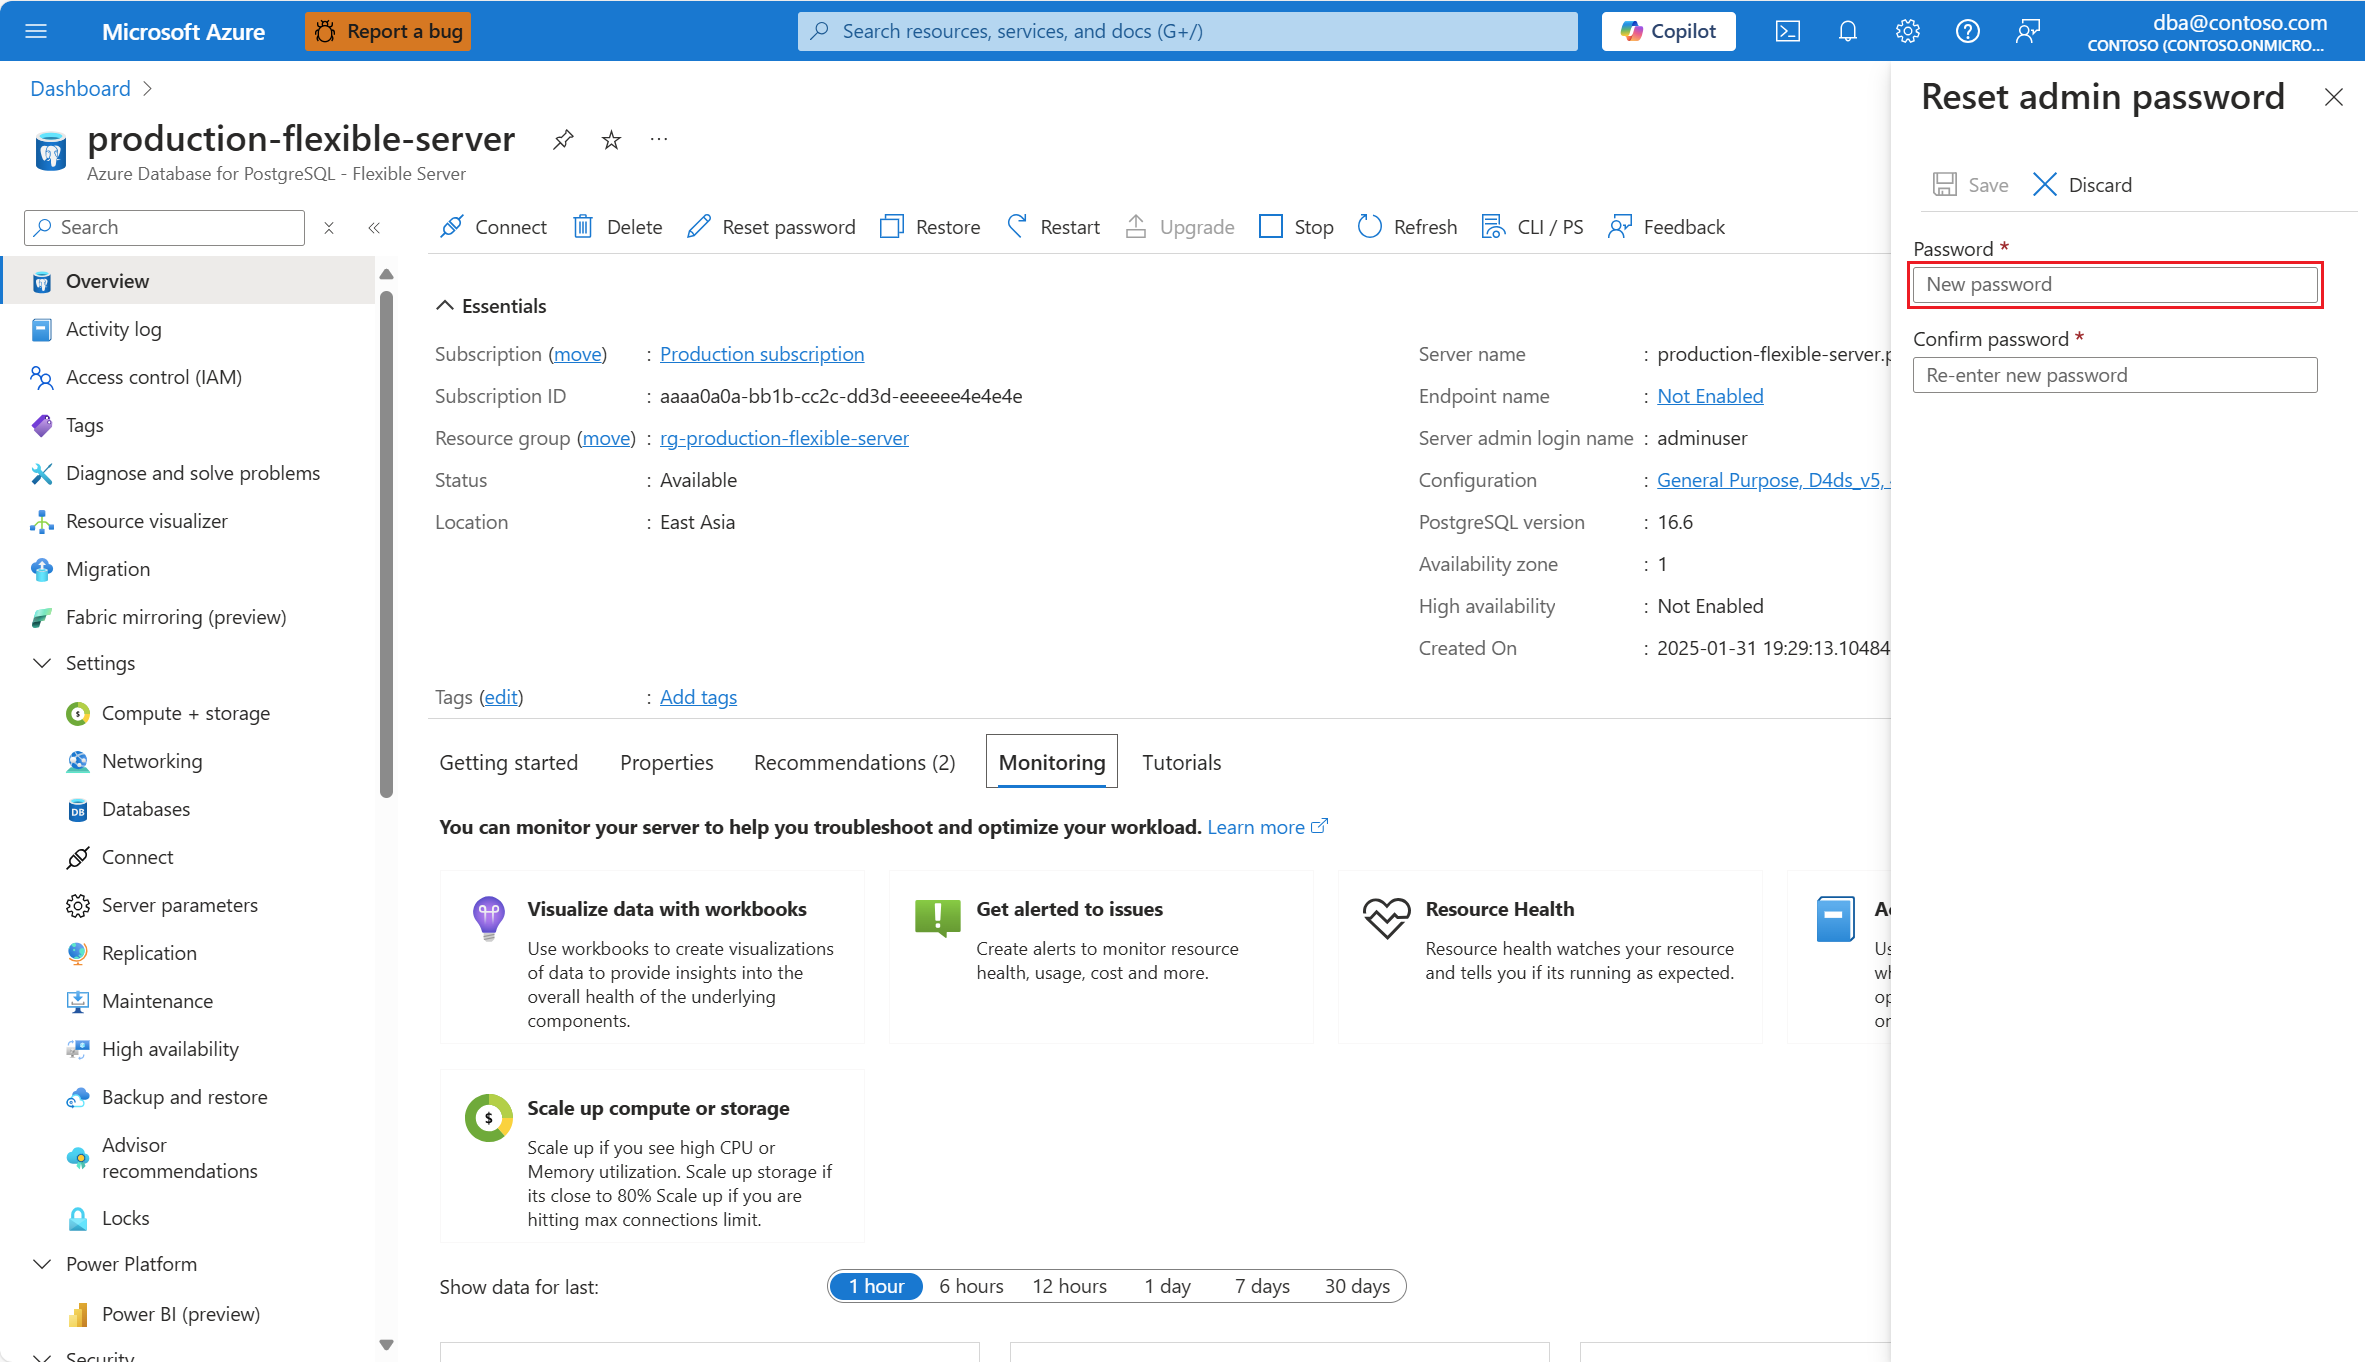 Microsoft Azure
Report a bug
Search resources, services, and docs (G+/)
Copilot
dba@contoso.com
CONTOSO (CONTOSO.ONMICRO...
Dashboard
production-flexible-server
Azure Database for PostgreSQL - Flexible Server
Search
Connect
Delete
Reset password
Restore
Restart
Upgrade
Stop
Refresh
CLI / PS
Feedback
Overview
Activity log
Access control (IAM)
Tags
Diagnose and solve problems
Resource visualizer
Migration
Fabric mirroring (preview)
Settings
Compute + storage
Networking
Databases
Connect
Server parameters
Replication
Maintenance
High availability
Backup and restore
Advisor
recommendations
Locks
Power Platform
Power BI (preview)
Security
Essentials
Subscription (move) : Production subscription
Subscription ID : aaaa0a0a-bb1b-cc2c-dd3d-eeeeee4e4e4e
Resource group (move) : rg-production-flexible-server
Status : Available
Location : East Asia
Server name : production-flexible-server.p
Endpoint name : Not Enabled
Server admin login name : adminuser
Configuration : General Purpose, D4ds_v5,
PostgreSQL version : 16.6
Availability zone : 1
High availability : Not Enabled
Created On : 2025-01-31 19:29:13.10484
Tags (edit) : Add tags
Getting started
Properties
Recommendations (2)
Monitoring
Tutorials
You can monitor your server to help you troubleshoot and optimize your workload. Learn more
Visualize data with workbooks
Use workbooks to create visualizations
of data to provide insights into the
overall health of the underlying
components.
Get alerted to issues
Create alerts to monitor resource
health, usage, cost and more.
Resource Health
Resource health watches your resource
and tells you if its running as expected.
Scale up compute or storage
Scale up if you see high CPU or
Memory utilization. Scale up storage if
its close to 80% Scale up if you are
hitting max connections limit.
Show data for last:
1 hour
6 hours
12 hours
1 day
7 days
30 days
Reset admin password
Save
Discard
Password *
New password
Confirm password *
Re-enter new password